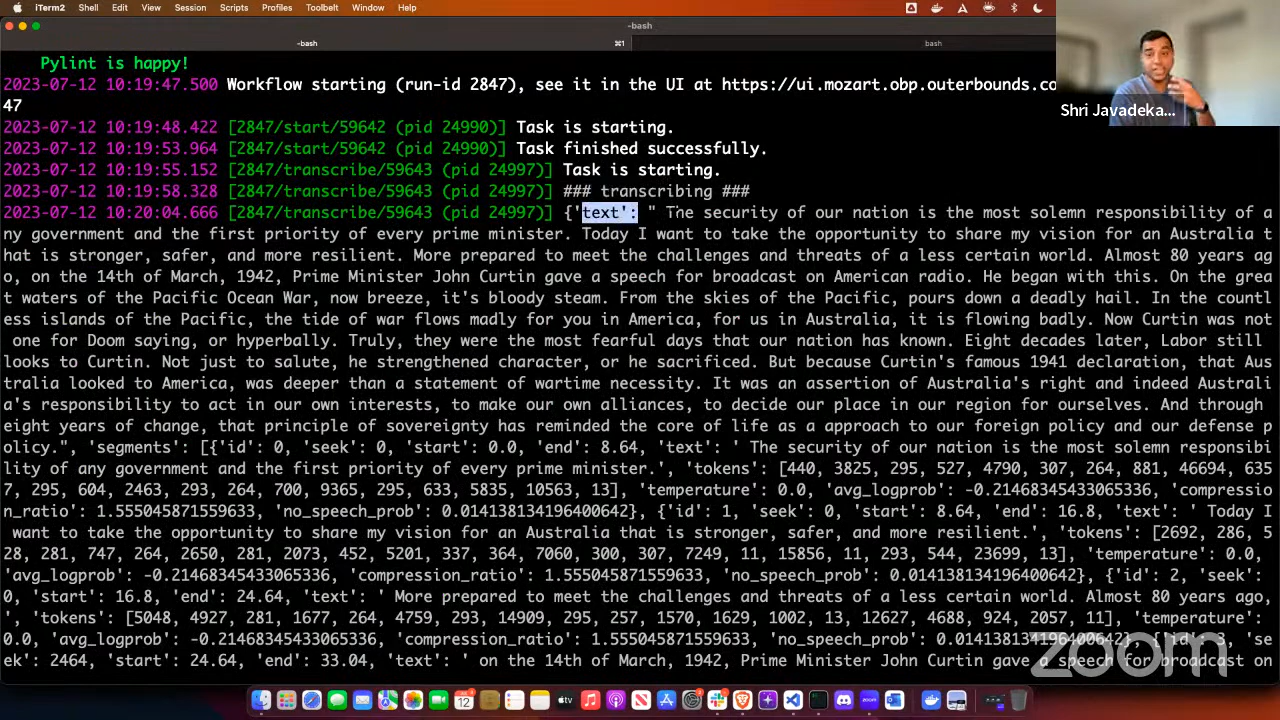 iTerm2 Shell Edit View Session Scripts Profiles Toolbelt Window Help
-bash
-bash ⌘1 bash
Pylint is happy!
2023-07-12 10:19:47.500 Workflow starting (run-id 2847), see it in the UI at https://ui.mozart.obp.outerbounds.co
47
2023-07-12 10:19:48.422 [2847/start/59642 (pid 24990)] Task is starting.
2023-07-12 10:19:53.964 [2847/start/59642 (pid 24990)] Task finished successfully.
2023-07-12 10:19:55.152 [2847/transcribe/59643 (pid 24997)] Task is starting.
2023-07-12 10:19:58.328 [2847/transcribe/59643 (pid 24997)] ### transcribing ###
2023-07-12 10:20:04.666 [2847/transcribe/59643 (pid 24997)] {'text': " The security of our nation is the most solemn responsibility of a
ny government and the first priority of every prime minister. Today I want to take the opportunity to share my vision for an Australia t
hat is stronger, safer, and more resilient. More prepared to meet the challenges and threats of a less certain world. Almost 80 years ag
o, on the 14th of March, 1942, Prime Minister John Curtin gave a speech for broadcast on American radio. He began with this. On the grea
t waters of the Pacific Ocean War, now breeze, it's bloody steam. From the skies of the Pacific, pours down a deadly hail. In the countl
ess islands of the Pacific, the tide of war flows madly for you in America, for us in Australia, it is flowing badly. Now Curtin was not
one for Doom saying, or hyperbally. Truly, they were the most fearful days that our nation has known. Eight decades later, Labor still
looks to Curtin. Not just to salute, he strengthened character, or he sacrificed. But because Curtin's famous 1941 declaration, that Aus
tralia looked to America, was deeper than a statement of wartime necessity. It was an assertion of Australia's right and indeed Australi
a's responsibility to act in our own interests, to make our own alliances, to decide our place in our region for ourselves. And through
eight years of change, that principle of sovereignty has reminded the core of life as a approach to our foreign policy and our defense p
olicy.", 'segments': [{'id': 0, 'seek': 0, 'start': 0.0, 'end': 8.64, 'text': ' The security of our nation is the most solemn responsibi
lity of any government and the first priority of every prime minister.', 'tokens': [440, 3825, 295, 527, 4790, 307, 264, 881, 46694, 635
7, 295, 604, 2463, 293, 264, 700, 9365, 295, 633, 5835, 10563, 13], 'temperature': 0.0, 'avg_logprob': -0.21468345433065336, 'compressio
n_ratio': 1.555045871559633, 'no_speech_prob': 0.014138134196400642}, {'id': 1, 'seek': 0, 'start': 8.64, 'end': 16.8, 'text': ' Today I
want to take the opportunity to share my vision for an Australia that is stronger, safer, and more resilient.', 'tokens': [2692, 286, 5
28, 281, 747, 264, 2650, 281, 2073, 452, 5201, 337, 364, 7060, 300, 307, 7249, 11, 15856, 11, 293, 544, 23699, 13], 'temperature': 0.0,
'avg_logprob': -0.21468345433065336, 'compression_ratio': 1.555045871559633, 'no_speech_prob': 0.014138134196400642}, {'id': 2, 'seek':
0, 'start': 16.8, 'end': 24.64, 'text': ' More prepared to meet the challenges and threats of a less certain world. Almost 80 years ago,
', 'tokens': [5048, 4927, 281, 1677, 264, 4759, 293, 14909, 295, 257, 1570, 1629, 1002, 13, 12627, 4688, 924, 2057, 11], 'temperature':
0.0, 'avg_logprob': -0.21468345433065336, 'compression_ratio': 1.555045871559633, 'no_speech_prob': 0.014138134196400642}, {'id': 3, 'se
ek': 2464, 'start': 24.64, 'end': 33.04, 'text': ' on the 14th of March, 1942, Prime Minister John Curtin gave a speech for broadcast on
Shri Javadeka...
zoom